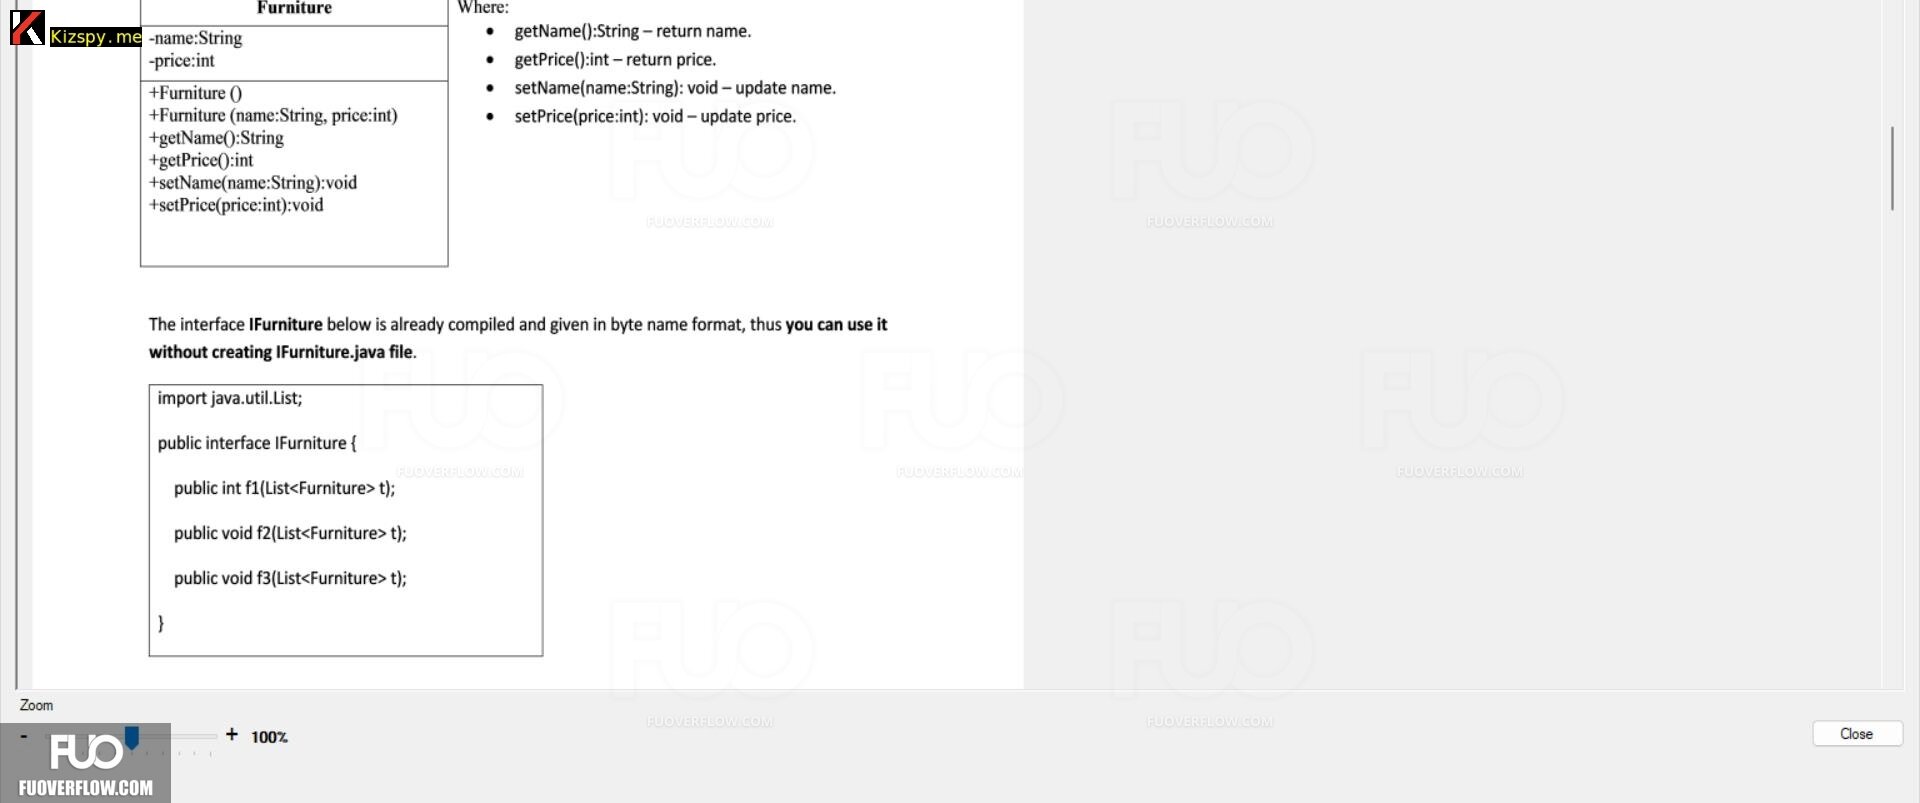 Furniture
Where:
Kizspy.me
-name:String
-price:int
• getName():String – return name.
• getPrice():int – return price.
• setName(name:String): void – update name.
• setPrice(price:int): void – update price.
+Furniture ()
+Furniture (name:String, price:int)
+getName():String
+getPrice():int
+setName(name:String):void
+setPrice(price:int):void
FUOVERFLOW.COM
FUOVERFLOW.COM
The interface IFurniture below is already compiled and given in byte name format, thus you can use it
without creating IFurniture.java file.
import java.util.List;
public interface IFurniture {
public int f1(List<Furniture> t);
public void f2(List<Furniture> t);
public void f3(List<Furniture> t);
}
FUO
FUOVERFLOW.COM
FUO
FUOVERFLOW.COM
FUO
FUOVERFLOW.COM
FUO
FUOVERFLOW.COM
FUO
FUOVERFLOW.COM
Zoom
- + 100%
Close
FUO
FUOVERFLOW.COM